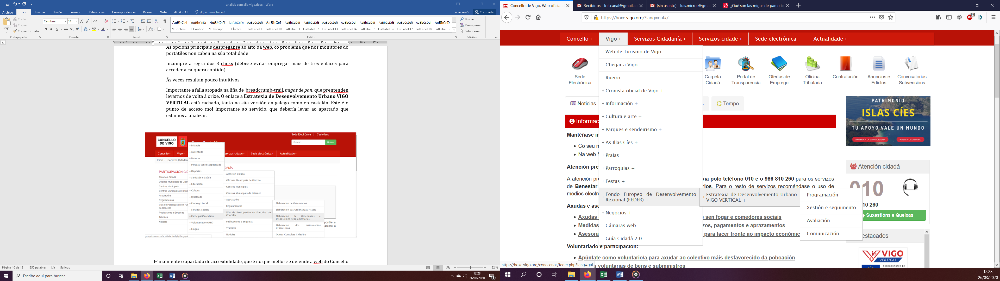 analisis concello vigo.docx - Word
Archivo Inicio Insertar Diseño Formato Referencias Correspondencia Revisar Vista ACROBAT ¿Qué desea hacer? Iniciar sesión Compartir
Pegar
Cortar
Copiar
Copiar formato
Portapapeles
Cambria 11
Fuente
Párrafo
AaBbCcI AaBbCcDc AaBbCcD AaBbCcDc AaBbCcDdI AaBbCcI AaBbCcDdI AaBbCcDdI AaBbCcDdI AaBbCcDdI AaBbCcDdI AaBbCcDdI AaBbCcDdI AaBbCcDdI AaBbCcD
¶ Conteni... ¶ Contido... ¶ Descripc... ¶ Índice ListLabel 1 ListLabel 10 ListLabel 11 ListLabel 12 ListLabel 13 ListLabel 14 ListLabel 15 ListLabel 16 ListLabel 17 ListLabel 18 ListLabel 19
Estilos
Buscar
Reemplazar
Seleccionar
Edición
As opcións principais despréganse ao alto da web, co problema que nos monitores do
portátiles non caben na súa totalidade
Incumpre a regra dos 3 clicks (débese evitar empregar mais de tres enlaces para
acceder a calquera contido)
Ás veces resultan pouco intuitivos
Importante a falla atopada na liña de breadcrumb-trail, migas de pan, que prentenden
levarnos de volta á orixe. O enlace a Estratexia de Desenvolvemento Urbano VIGO
VERTICAL está rachado, tanto na súa versión en galego como en castelán. Este é o
punto de acceso moi importante ao servicio, que debería levar ao apartado que
estamos a analizar.
Sede Electrónica | Castellano
CONCELLO
DE VIGO
Buscar... Buscar
Concello + Vigo + ervizos cidade + Sede electrónica + Actualidade +
Inicio / Servizos Cidadan
PARTICIPACIÓN CID
DANÍA
Atención Cidadá
Oficinas Municipais de Distri
Centros Municipais
Centros Municipais de Inter
Asociacións
Regulamentos
Vías de Participación en Fun
do Concello
Publicacións e Enquisas
Trámites
Noticias
+ Infancia
+ Xuventude
+ Maiores
+ Persoas con discapacidade
+ Deportes
+ Sanidade e Saúde
+ Educación
+ Cultura
+ Igualdade
+ Emprego Local
+ Servizos Sociais
+ Participación cidadá
+ Voluntariado (OMV)
+ Lingua
+ Atención Cidadá
Oficinas Municipais de Distrito
+ Centros Municipais
Centros Municipais de Internet
+ Asociacións
Regulamentos
+ Vías de Participación en Funcións do
Concello
Publicacións e Enquisas
Trámites
Noticias
Elaboración de Orzamentos
Elaboración das Ordenanzas Fiscais
Elaboración de Ordenanzas e
Disposicións Regulamentarias
Elaboración dos Instrumentos
Urbanísticos
Outras Consultas Cidadáns
posible a
acceso á
Finalmente o apartado de accesibilidade, que é no que mellor se defende a web do Concello
Página 10 de 12 1850 palabras Gallego 132 %
Escribe aquí para buscar
12:28
26/03/2020
Concello de Vigo. Web oficial d Recibidos - loiscanal@gmail.co (sin asunto) - luis.micros@gmai ¿Qué son las migas de pan o b
https://hoxe.vigo.org/?lang=gal#/
ABP 2
Concello + Vigo + Servizos Cidadanía + Servizos cidade + Sede electrónica + Actualidade +
Sede
Electrónica
Carpeta
Cidadá
Portal de
Transparencia
Ofertas de
Emprego
Oficina
Tributaria
Contratación
Anuncios e
Edictos
Convocatorias
Subvencións
Web de Turismo de Vigo
Chegar a Vigo
Rueiro
+ Cronista oficial de Vigo +
+ Información +
+ Cultura e arte +
+ Parques e sendeirismo +
+ As Illas Cíes +
+ Praias
+ Parroquias +
+ Festas +
+ Fondo Europeo de Desenvolvemento
Rexional (FEDER) +
+ Negocios +
Cámaras web
Guía Cidadá 2.0
+ Estratexia de Desenvolvemento Urbano
VIGO VERTICAL +
Programación
Xestión e seguimento
Avaliación
Comunicación
Noticias s Tempo
Informac
Manténase in
Co seu n
Na web
Atención pre
A atención pr vía polo teléfono 010 e o 986 810 260 para os servizos
de Benestar rios. Para o resto de servizos recoméndase o uso de
medios electró
Axudas e ase
Axudas s sen fogar e comedores sociais
Medidas zos, pagamentos e aprazamentos
Asesora para facer fronte ao impacto económic
Voluntariado e participación:
Apúntate como voluntario/a para axudar ao colectivo máis desfavorecido da poboación
s voluntarias de bens e subministros
PATRIMONIO
ISLAS CÍES
TU APOYO VALE UN MUNDO
APOYAR A LA CANDIDATURA HAZTE VOLUNTARIO
Atención cidadá
010
10 260
Suxestións e Queixas
estacados
VIGO
VERTICAL
FONDO EUROPEO DE
https://hoxe.vigo.org/conecenos/feder.php?lang=gal
12:28
26/03/2020